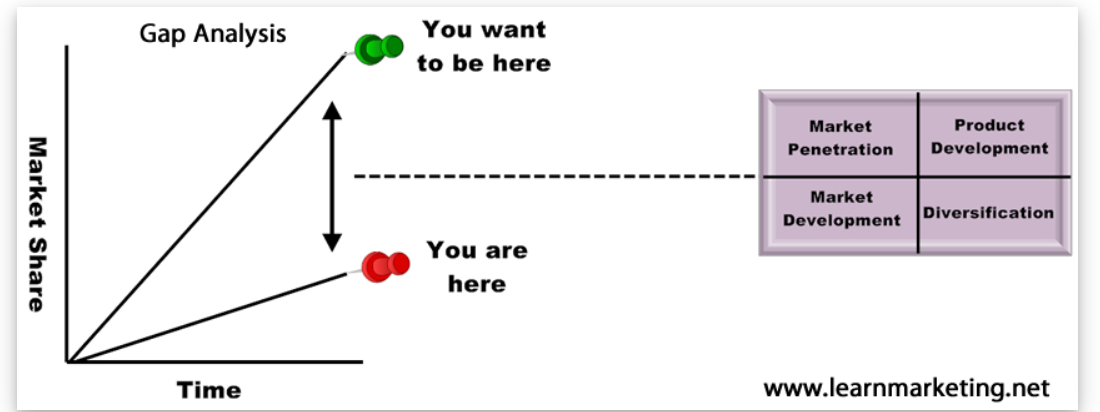 Gap Analysis
You want
to be here
Market Share
You are
here
Time
Market
Penetration
Product
Development
Market
Development
Diversification
www.learnmarketing.net